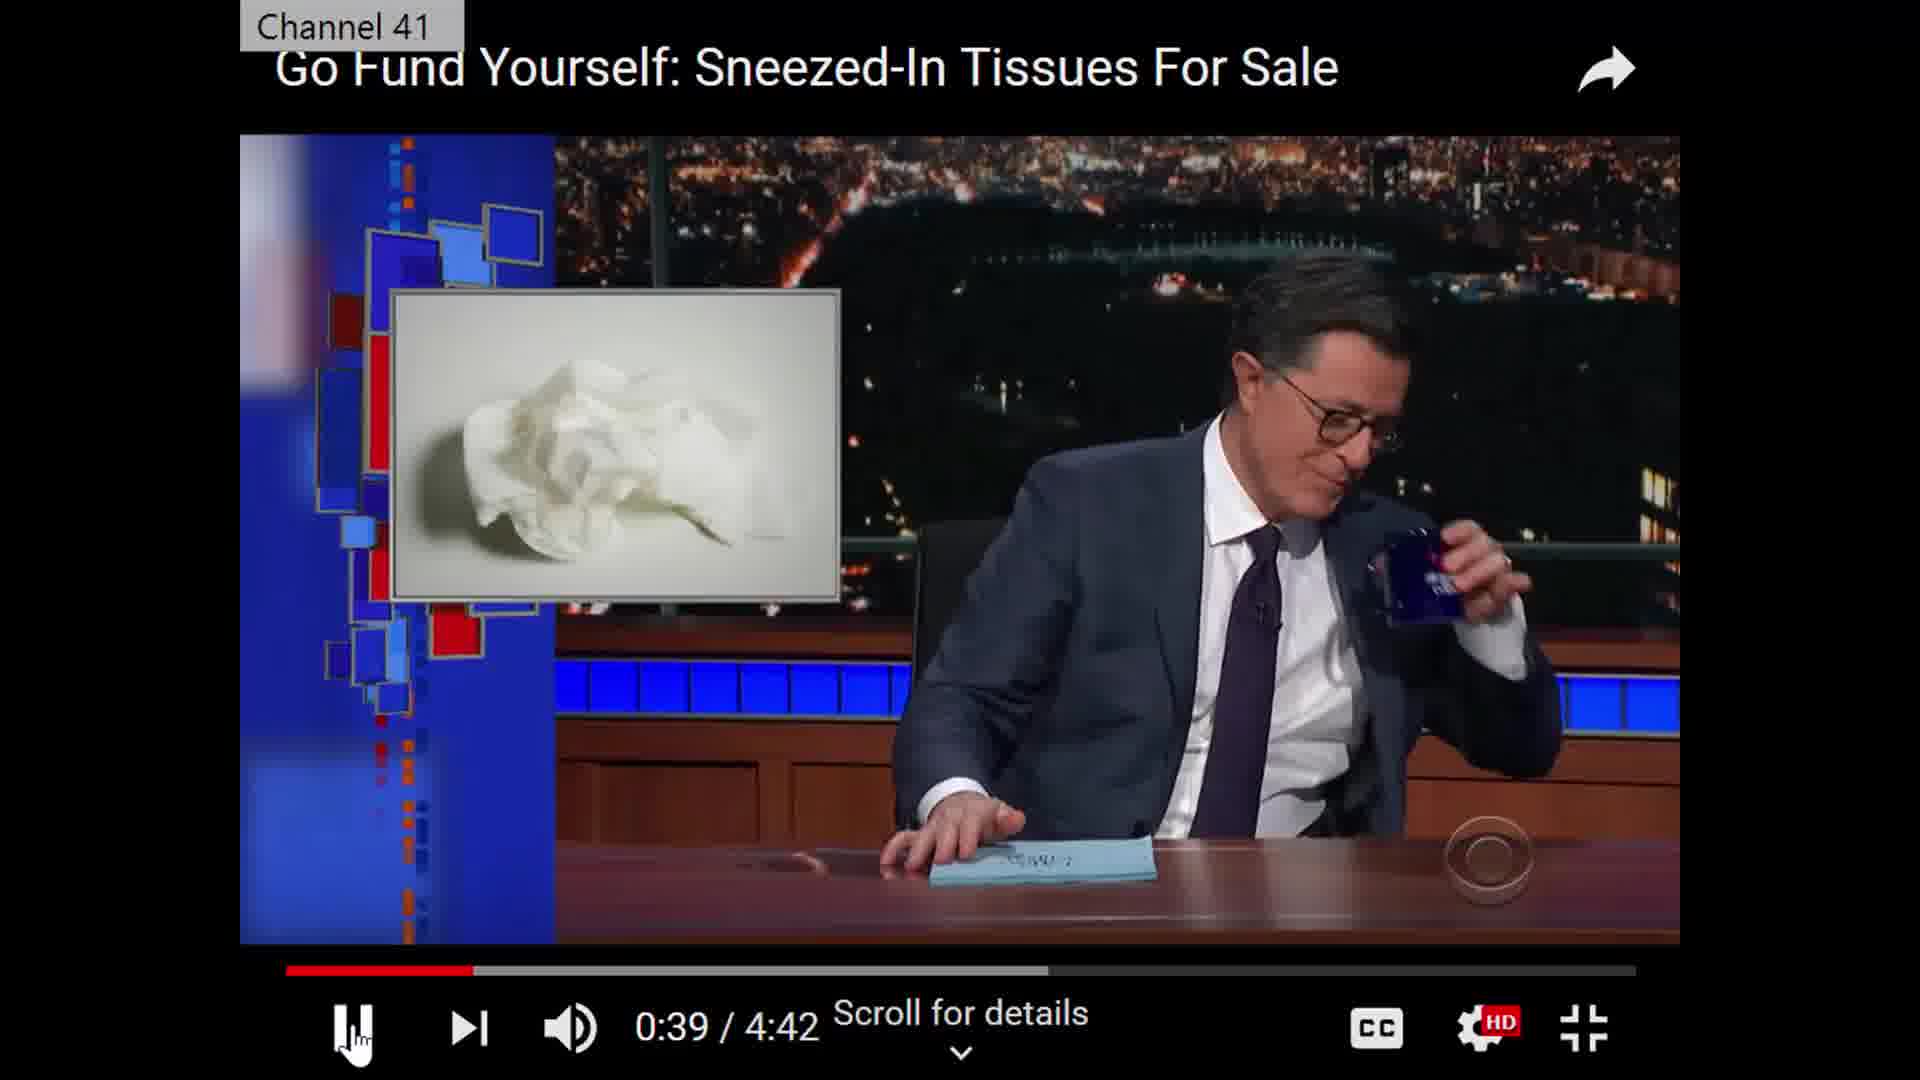 Channel 41
Go Fund Yourself: Sneezed-In Tissues For Sale
0:39 / 4:42
Scroll for details
CC
HD